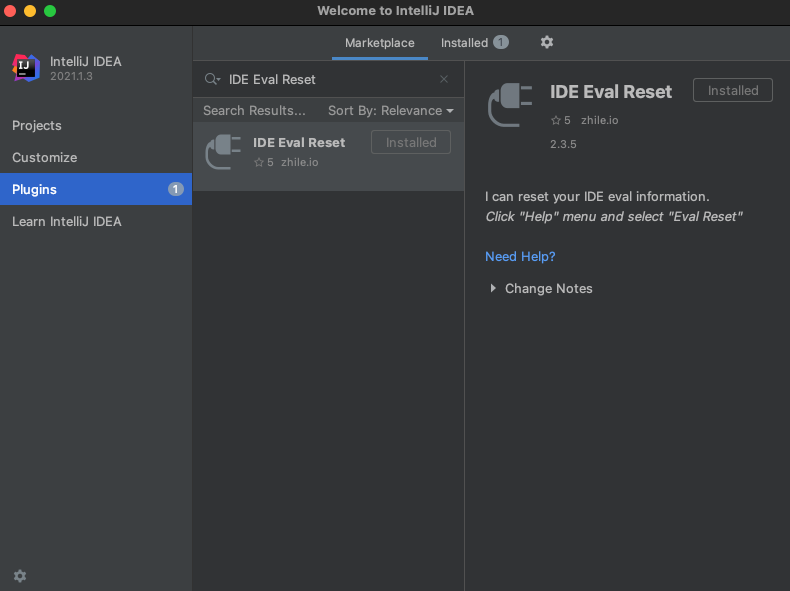 Welcome to IntelliJ IDEA
IJ
IntelliJ IDEA
2021.1.3
Projects
Customize
Plugins 1
Learn IntelliJ IDEA
Marketplace Installed 1
IDE Eval Reset
Search Results... Sort By: Relevance
IDE Eval Reset Installed
5 zhile.io
IDE Eval Reset Installed
5 zhile.io
2.3.5
I can reset your IDE eval information.
Click "Help" menu and select "Eval Reset"
Need Help?
Change Notes